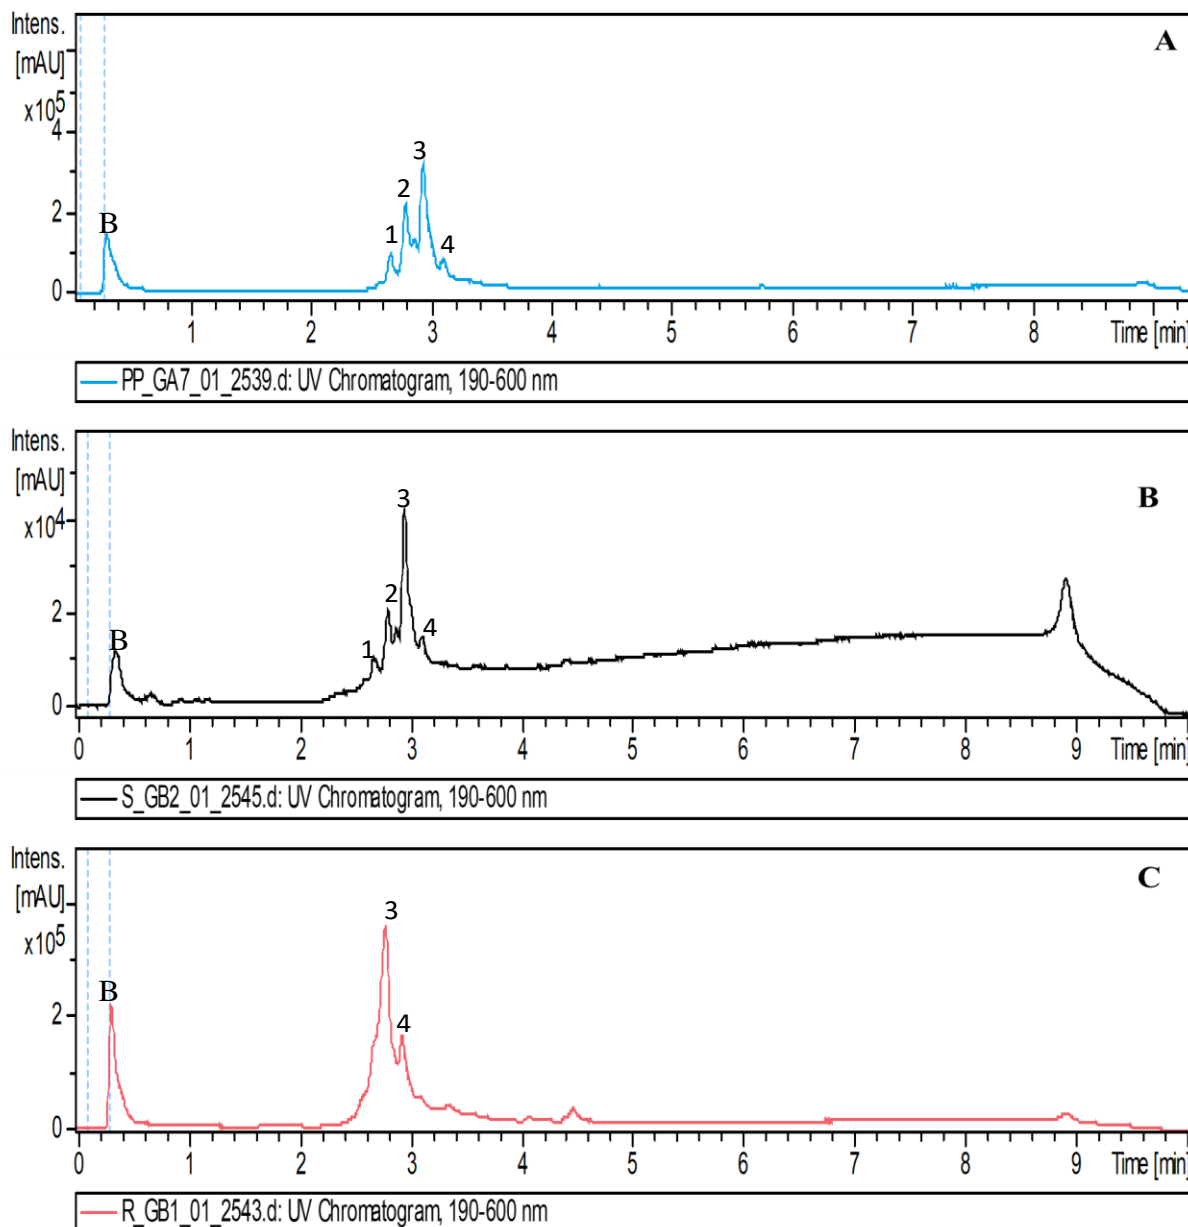 Intens.
[mAU]
x10^5
A
4
2
0
B
1
2
3
4
1 2 3 4 5 6 7 8 Time [min]
PP_GA7_01_2539.d: UV Chromatogram, 190-600 nm
Intens.
[mAU]
x10^4
B
2
0
B
1
2
3
4
0 1 2 3 4 5 6 7 8 9 Time [min]
S_GB2_01_2545.d: UV Chromatogram, 190-600 nm
Intens.
[mAU]
x10^5
C
2
0
B
3
4
0 1 2 3 4 5 6 7 8 9 Time [min]
R_GB1_01_2543.d: UV Chromatogram, 190-600 nm